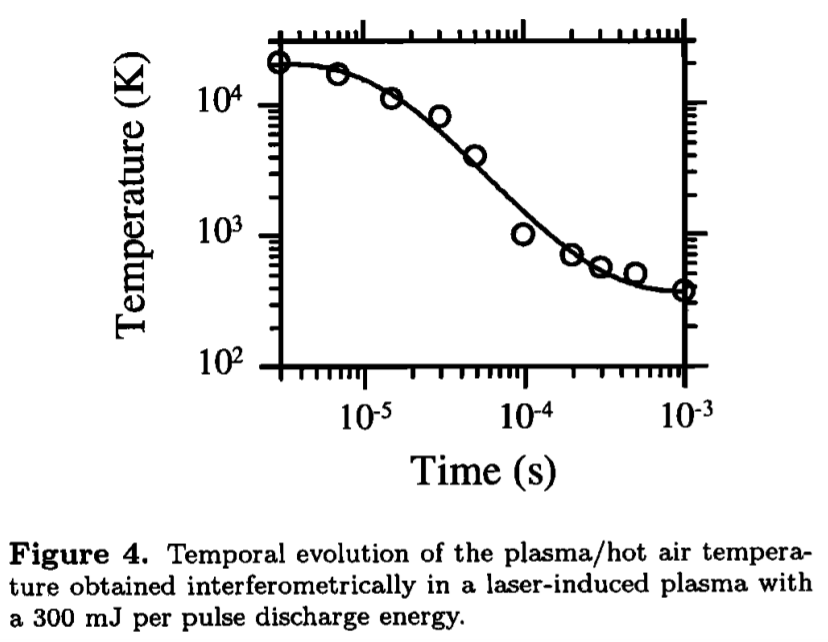 Temperature (K)
10⁴
10³
10²
10⁻⁵
10⁻⁴
10⁻³
Time (s)
Figure 4. Temporal evolution of the plasma/hot air tempera-
ture obtained interferometrically in a laser-induced plasma with
a 300 mJ per pulse discharge energy.